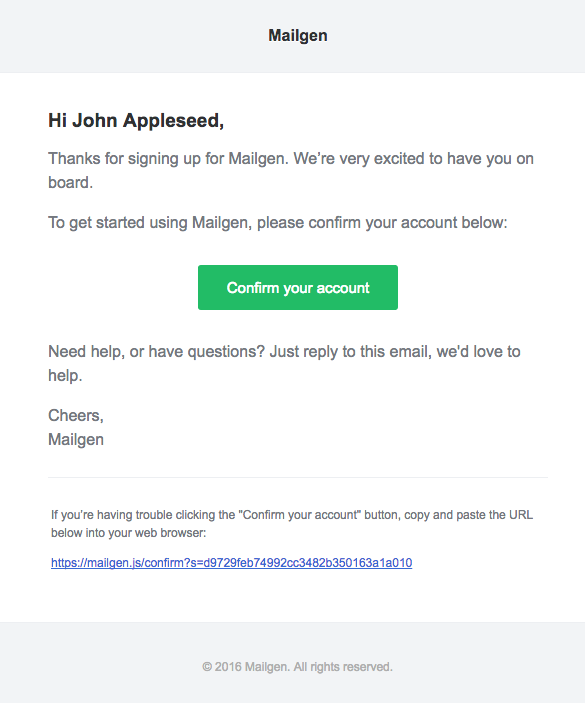 Mailgen
Hi John Appleseed,
Thanks for signing up for Mailgen. We’re very excited to have you on
board.
To get started using Mailgen, please confirm your account below:
Confirm your account
Need help, or have questions? Just reply to this email, we'd love to
help.
Cheers,
Mailgen
If you’re having trouble clicking the "Confirm your account" button, copy and paste the URL
below into your web browser:
https://mailgen.js/confirm?s=d9729feb74992cc3482b350163a1a010
© 2016 Mailgen. All rights reserved.